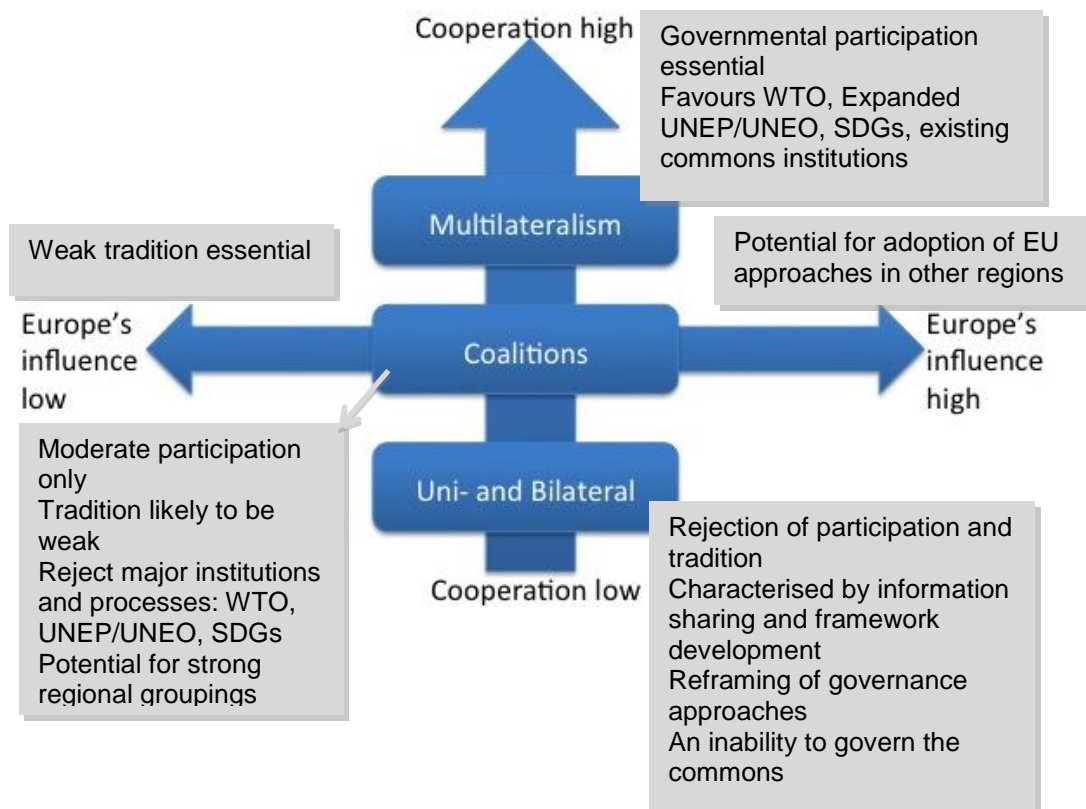 Cooperation high
Governmental participation
essential
Favours WTO, Expanded
UNEP/UNEO, SDGs, existing
commons institutions
Multilateralism
Weak tradition essential
Potential for adoption of EU
approaches in other regions
Europe's
influence
low
Coalitions
Europe's
influence
high
Moderate participation
only
Tradition likely to be
weak
Reject major institutions
and processes: WTO,
UNEP/UNEO, SDGs
Potential for strong
regional groupings
Uni- and Bilateral
Cooperation low
Rejection of participation and
tradition
Characterised by information
sharing and framework
development
Reframing of governance
approaches
An inability to govern the
commons